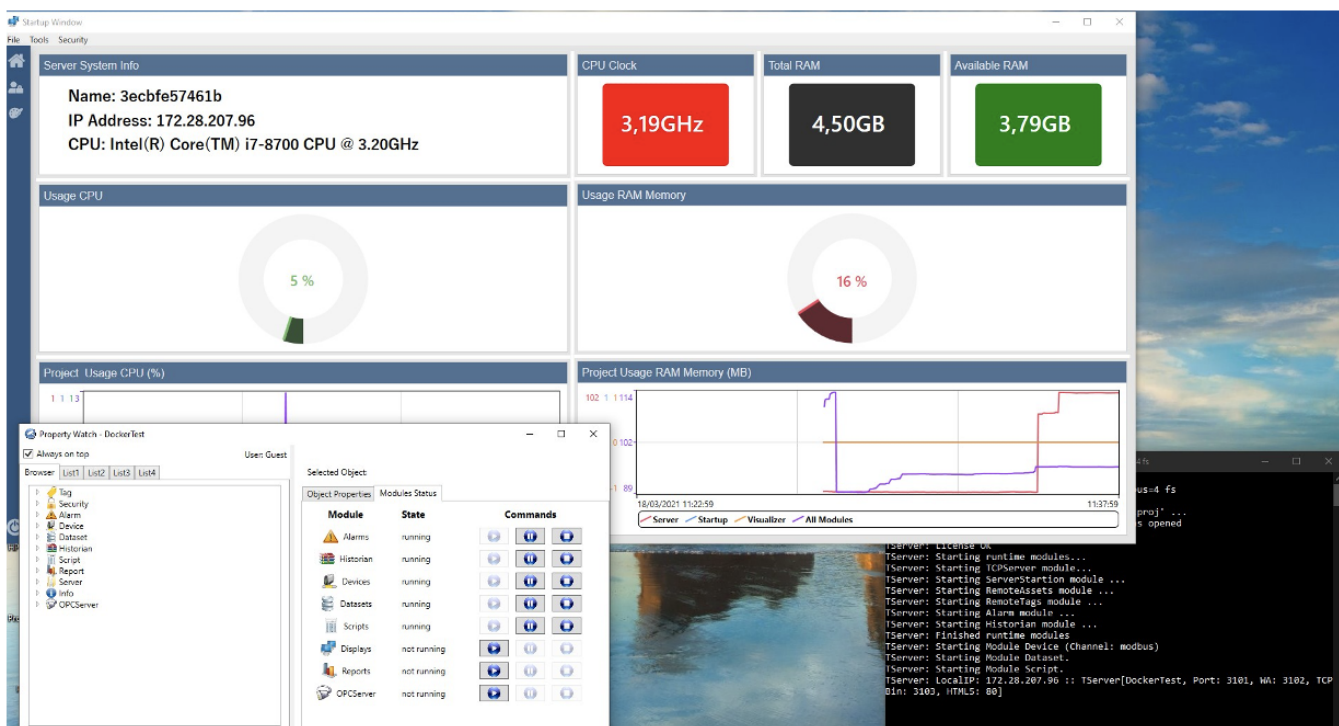 Startup Window
File Tools Security
Server System Info
Name: 3ecbfe57461b
IP Address: 172.28.207.96
CPU: Intel(R) Core(TM) i7-8700 CPU @ 3.20GHz
CPU Clock
3,19GHz
Total RAM
4,50GB
Available RAM
3,79GB
Usage CPU
5 %
Usage RAM Memory
16 %
Project Usage CPU (%)
1 1 13
Project Usage RAM Memory (MB)
102 1 1 114
0 102
-1 89
18/03/2021 11:22:59 11:37:59
Server Startup Visualizer All Modules
Property Watch - DockerTest
Always on top User: Guest
Browser List1 List2 List3 List4
Tag
Security
Alarm
Device
Dataset
Historian
Script
Report
Server
Info
OPCServer
Selected Object:
Object Properties Modules Status
Module State Commands
Alarms running
Historian running
Devices running
Datasets running
Scripts running
Displays not running
Reports not running
OPCServer not running
us=4 fs
proj' ...
s opened
TServer: License OK
TServer: Starting runtime modules...
TServer: Starting TCPServer module...
TServer: Starting ServerStartion module ...
TServer: Starting RemoteAssets module ...
TServer: Starting RemoteTags module ...
TServer: Starting Alarm module ...
TServer: Starting Historian module ...
TServer: Finished runtime modules
TServer: Starting Module Device (Channel: modbus)
TServer: Starting Module Dataset.
TServer: Starting Module Script.
TServer: LocalIP: 172.28.207.96 :: TServer[DockerTest, Port: 3101, WA: 3102, TCP
Bin: 3103, HTML5: 80]